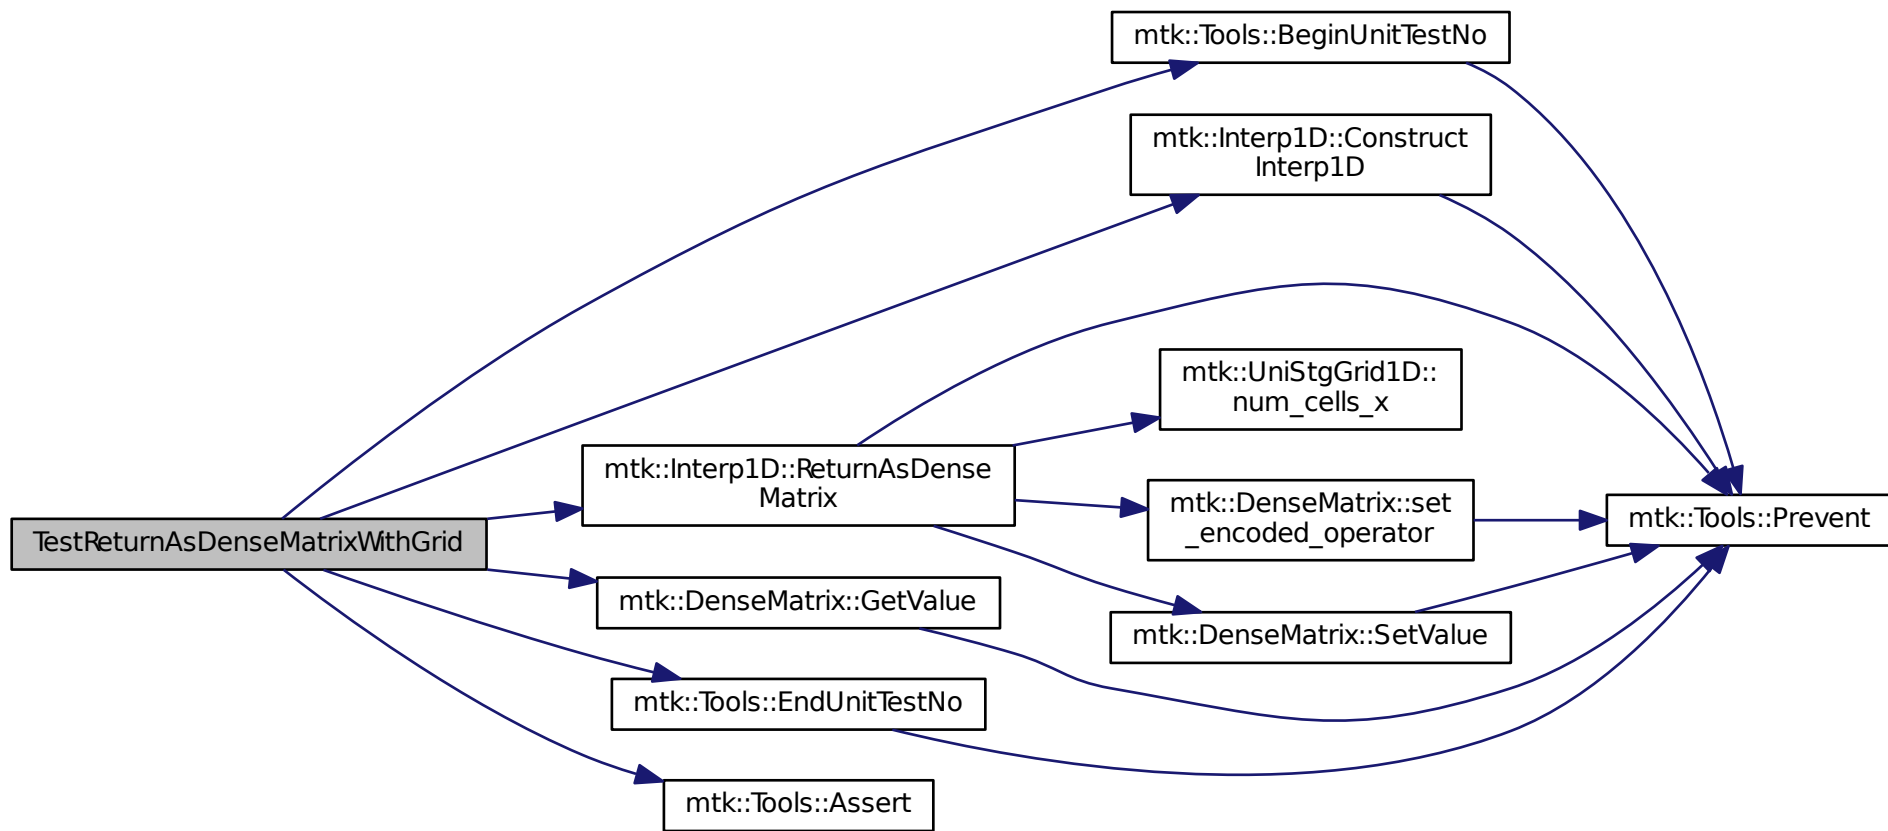 mtk::Tools::BeginUnitTestNo
mtk::Interp1D::Construct
Interp1D
mtk::UniStgGrid1D::
num_cells_x
mtk::Interp1D::ReturnAsDense
Matrix
mtk::DenseMatrix::set
_encoded_operator
mtk::Tools::Prevent
TestReturnAsDenseMatrixWithGrid
mtk::DenseMatrix::GetValue
mtk::DenseMatrix::SetValue
mtk::Tools::EndUnitTestNo
mtk::Tools::Assert